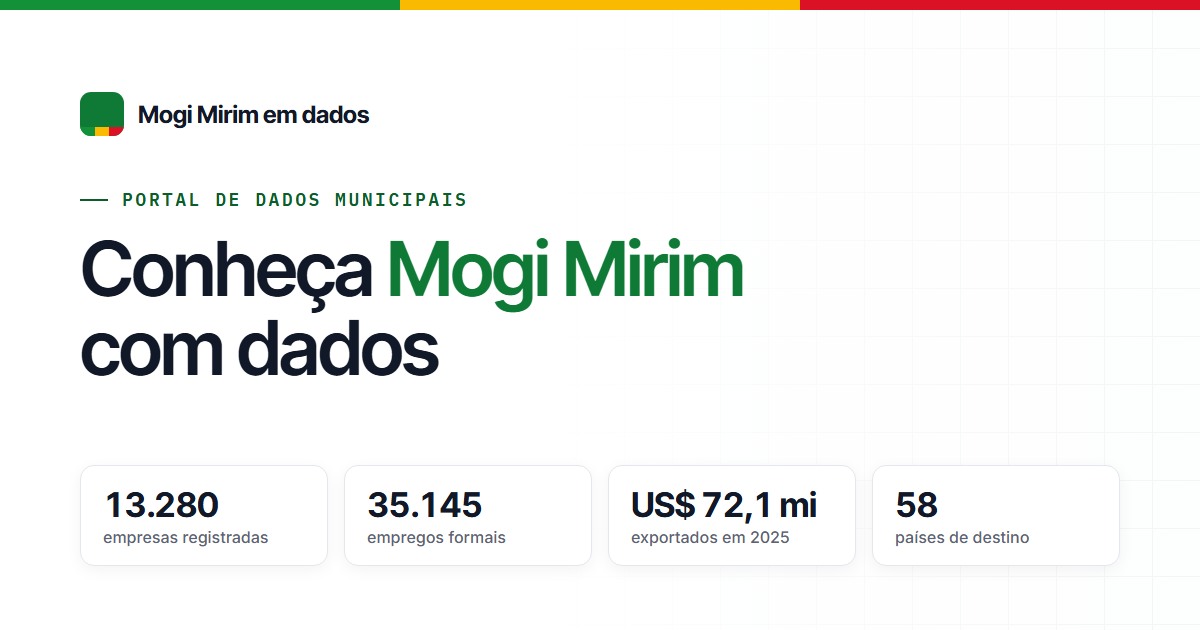 Mogi Mirim em dados
PORTAL DE DADOS MUNICIPAIS
Conheça Mogi Mirim
com dados
13.280
empresas registradas
35.145
empregos formais
US$ 72,1 mi
exportados em 2025
58
países de destino